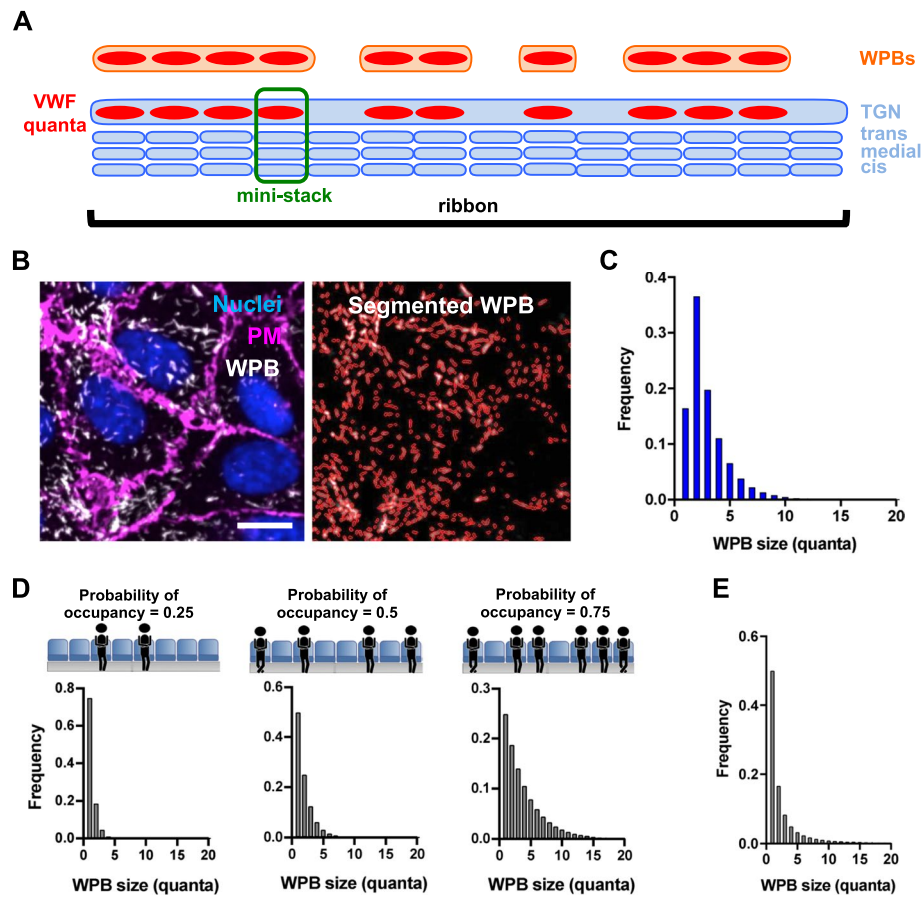 A
WPBs
VWF
quanta
TGN
trans
medial
cis
mini-stack
ribbon
B
Nuclei
PM
WPB
Segmented WPB
C
Frequency
0.4
0.3
0.2
0.1
0.0
0 5 10 15 20
WPB size (quanta)
D
Probability of
occupancy = 0.25
Probability of
occupancy = 0.5
Probability of
occupancy = 0.75
Frequency
0.8
0.6
0.4
0.2
0.0
0 5 10 15 20
WPB size (quanta)
0.6
0.4
0.2
0.0
0 5 10 15 20
WPB size (quanta)
0.3
0.2
0.1
0.0
0 5 10 15 20
WPB size (quanta)
E
Frequency
0.6
0.4
0.2
0.0
0 5 10 15 20
WPB size (quanta)